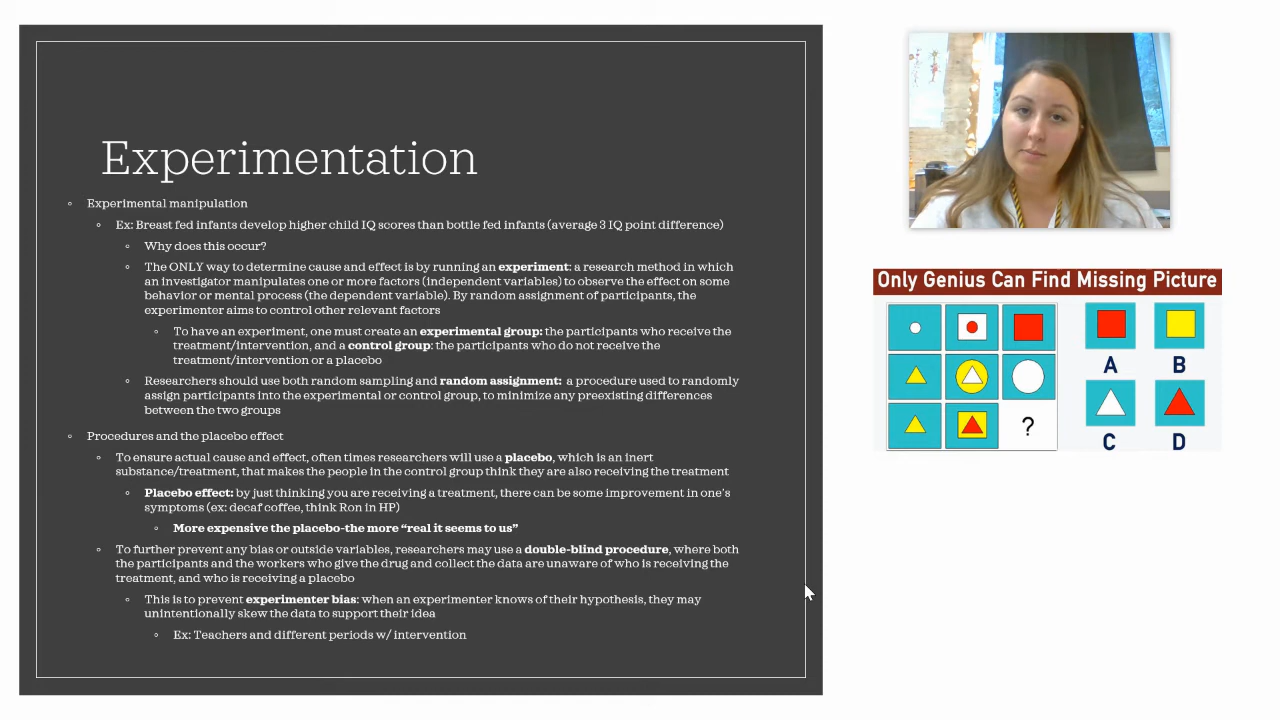 Experimentation
Experimental manipulation
Ex: Breast fed infants develop higher child IQ scores than bottle fed infants (average 3 IQ point difference)
Why does this occur?
The ONLY way to determine cause and effect is by running an experiment: a research method in which
an investigator manipulates one or more factors (independent variables) to observe the effect on some
behavior or mental process (the dependent variable). By random assignment of participants, the
experimenter aims to control other relevant factors
To have an experiment, one must create an experimental group: the participants who receive the
treatment/intervention, and a control group: the participants who do not receive the
treatment/intervention or a placebo
Researchers should use both random sampling and random assignment: a procedure used to randomly
assign participants into the experimental or control group, to minimize any preexisting differences
between the two groups
Procedures and the placebo effect
To ensure actual cause and effect, often times researchers will use a placebo, which is an inert
substance/treatment, that makes the people in the control group think they are also receiving the treatment
Placebo effect: by just thinking you are receiving a treatment, there can be some improvement in one's
symptoms (ex: decaf coffee, think Ron in HP)
More expensive the placebo-the more “real it seems to us”
To further prevent any bias or outside variables, researchers may use a double-blind procedure, where both
the participants and the workers who give the drug and collect the data are unaware of who is receiving the
treatment, and who is receiving a placebo
This is to prevent experimenter bias: when an experimenter knows of their hypothesis, they may
unintentionally skew the data to support their idea
Ex: Teachers and different periods w/ intervention
Only Genius Can Find Missing Picture
A B
?
C D